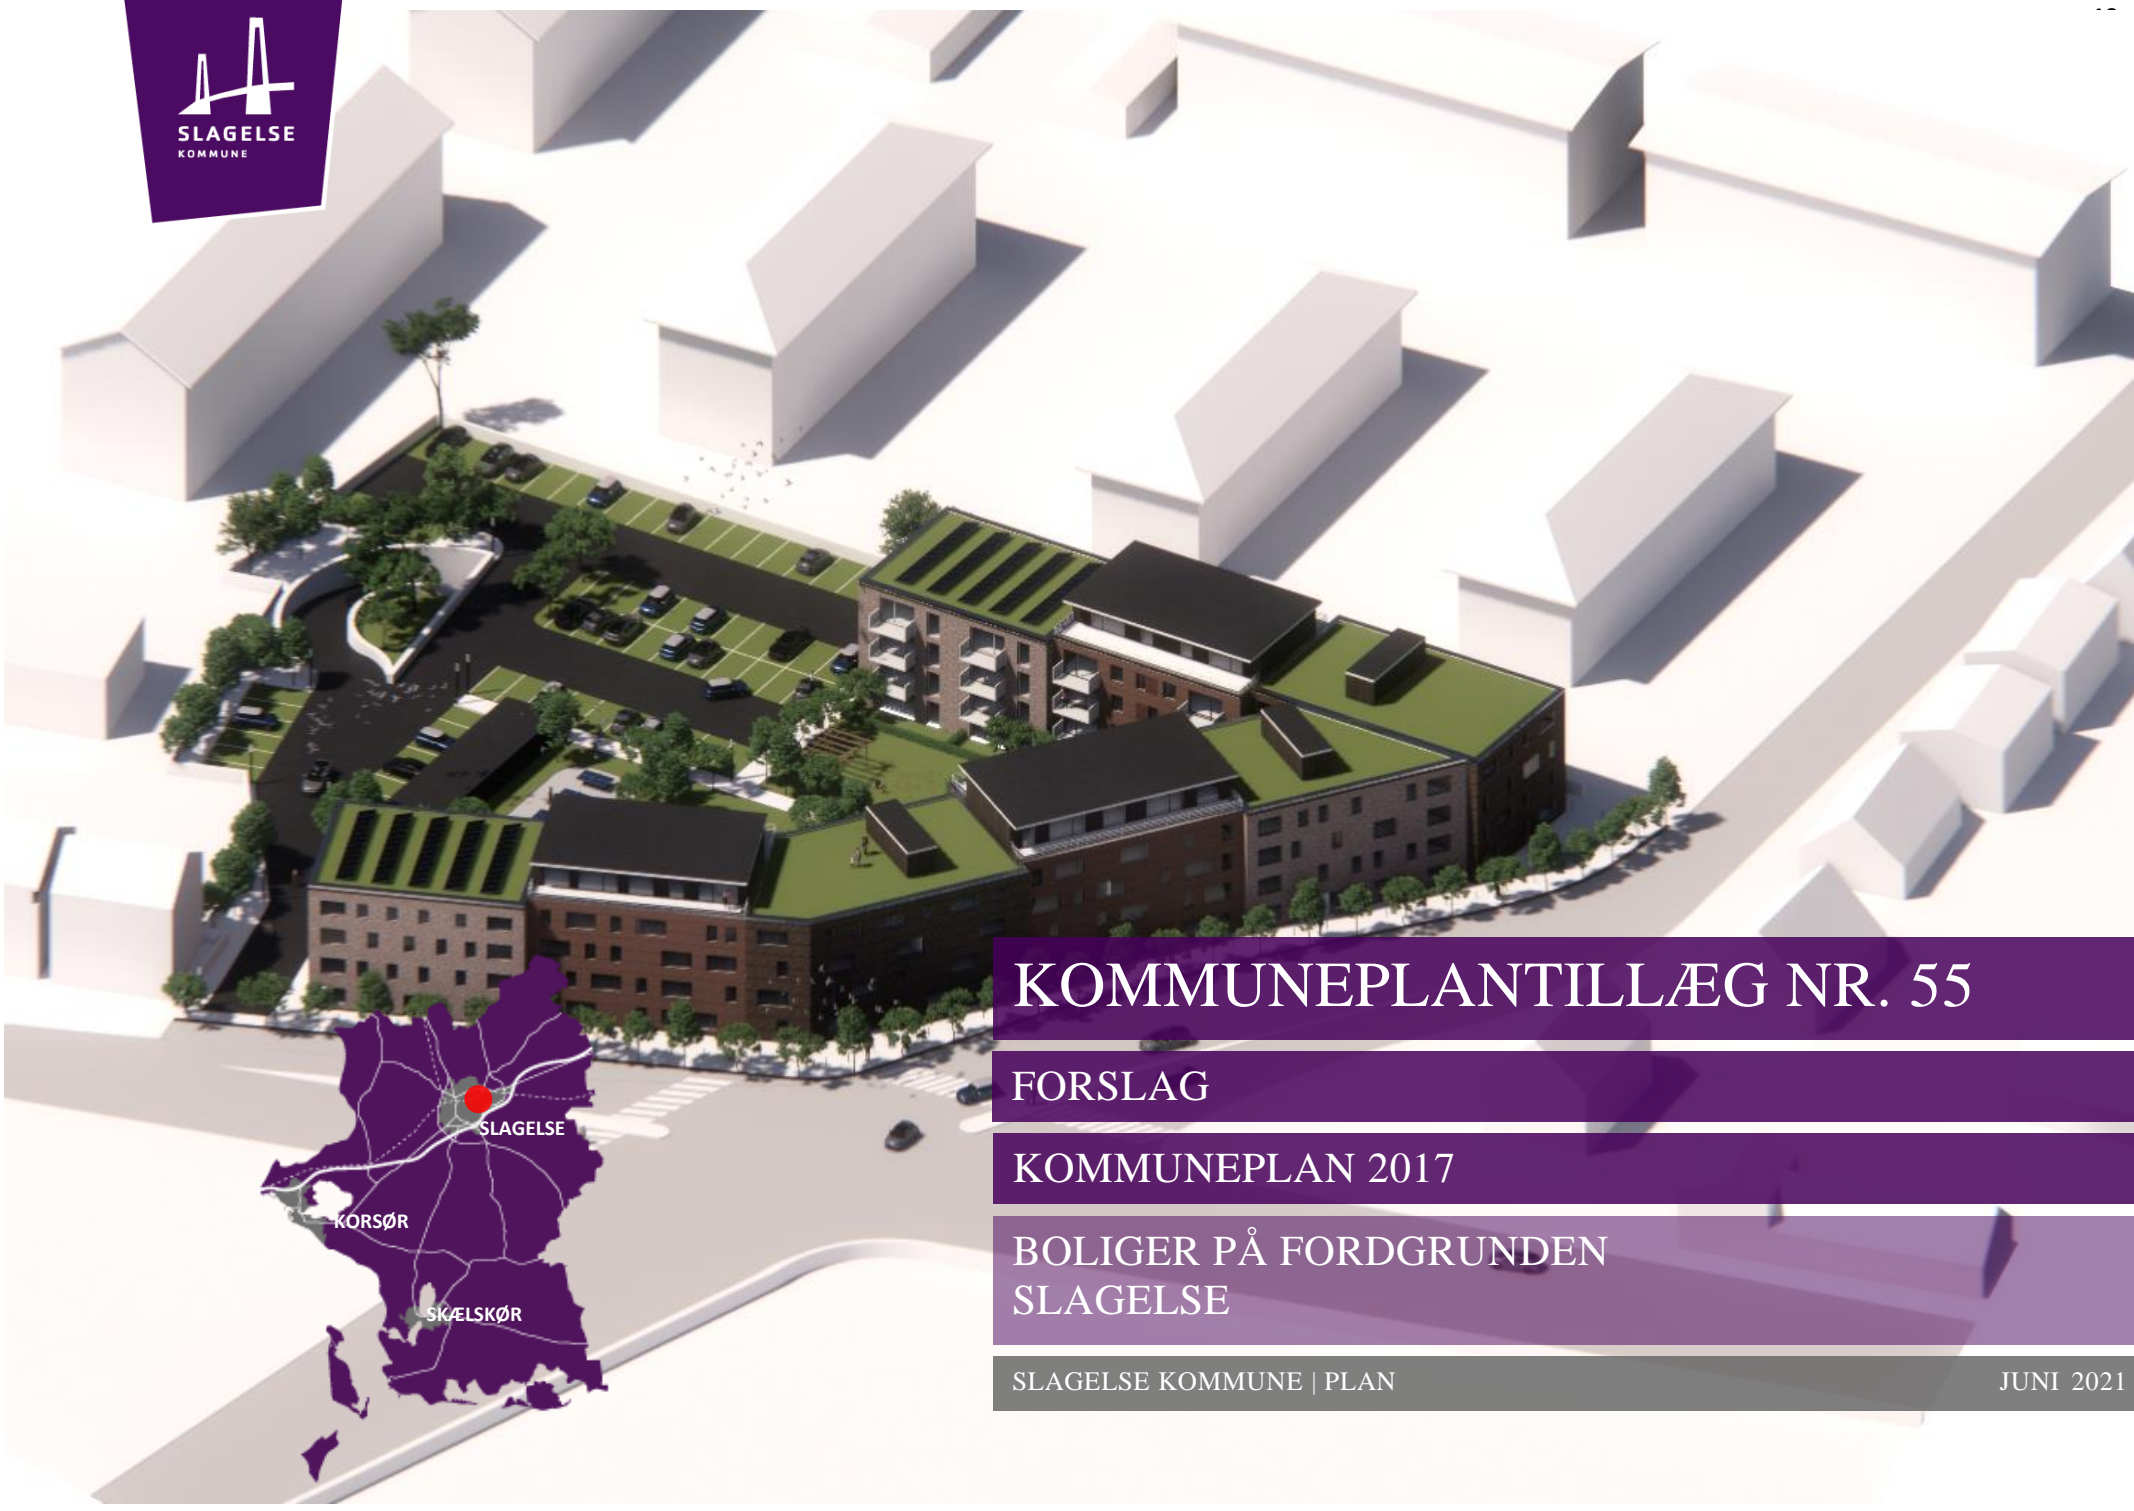 SLAGELSE
KOMMUNE
KOMMUNEPLANTILLÆG NR. 55
FORSLAG
KOMMUNEPLAN 2017
BOLIGER PÅ FORDGRUNDEN
SLAGELSE
SLAGELSE KOMMUNE | PLAN JUNI 2021
SLAGELSE
KORSØR
SKÆLSKØR